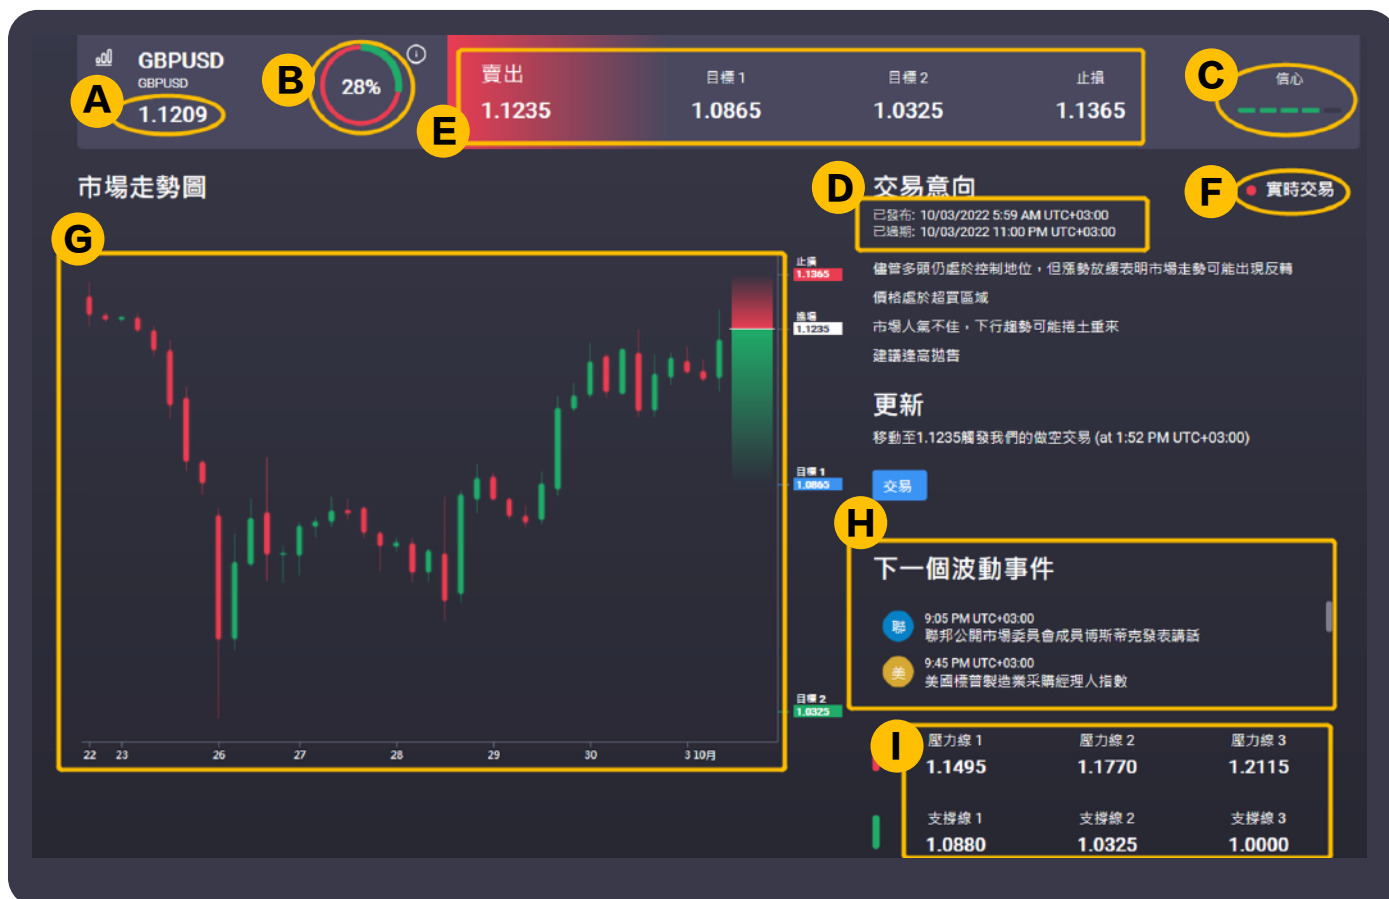 GBPUSD
GBPUSD
A
1.1209
B
28%
E
賣出
1.1235
目標 1
1.0865
目標 2
1.0325
止損
1.1365
C
信心
市場走勢圖
G
止損
1.1365
進場
1.1235
目標 1
1.0865
目標 2
1.0325
22 23 26 27 28 29 30 3 10月
D
交易意向
F
實時交易
已發布: 10/03/2022 5:59 AM UTC+03:00
已過期: 10/03/2022 11:00 PM UTC+03:00
儘管多頭仍處於控制地位，但漲勢放緩表明市場走勢可能出現反轉
價格處於超買區域
市場人氣不佳，下行趨勢可能捲土重來
建議逢高拋售
更新
移動至1.1235觸發我們的做空交易 (at 1:52 PM UTC+03:00)
交易
H
下一個波動事件
聯
9:05 PM UTC+03:00
聯邦公開市場委員會成員博斯蒂克發表講話
美
9:45 PM UTC+03:00
美國標普製造業采購經理人指數
I
壓力線 1 壓力線 2 壓力線 3
1.1495 1.1770 1.2115
支撐線 1 支撐線 2 支撐線 3
1.0880 1.0325 1.0000